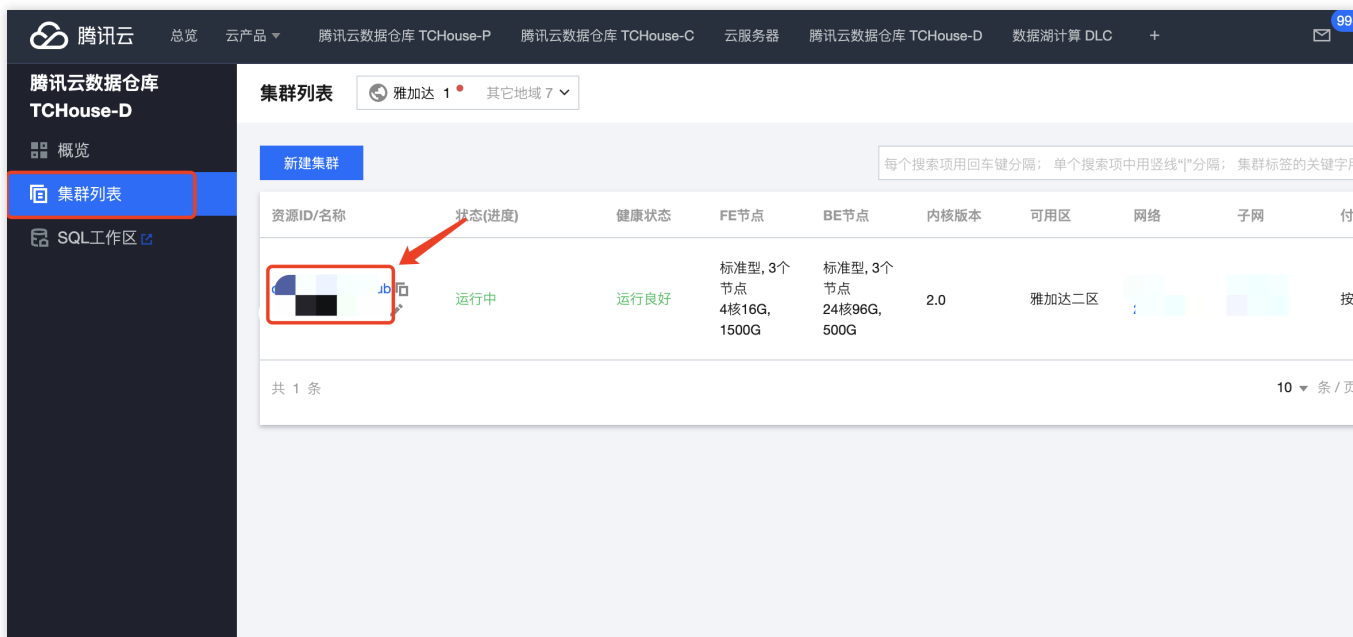 腾讯云 总览 云产品 腾讯云数据仓库 TCHouse-P 腾讯云数据仓库 TCHouse-C 云服务器 腾讯云数据仓库 TCHouse-D 数据湖计算 DLC + 99
腾讯云数据仓库
TCHouse-D
概览
集群列表
SQL工作区
集群列表 雅加达 1 其它地域 7
新建集群
每个搜索项用回车键分隔； 单个搜索项中用竖线"|"分隔； 集群标签的关键字
资源ID/名称 状态(进度) 健康状态 FE节点 BE节点 内核版本 可用区 网络 子网 付
ub 运行中 运行良好 标准型, 3个 标准型, 3个 2.0 雅加达二区 按
节点 节点
4核16G, 24核96G,
1500G 500G
共 1 条
10 条 / 页